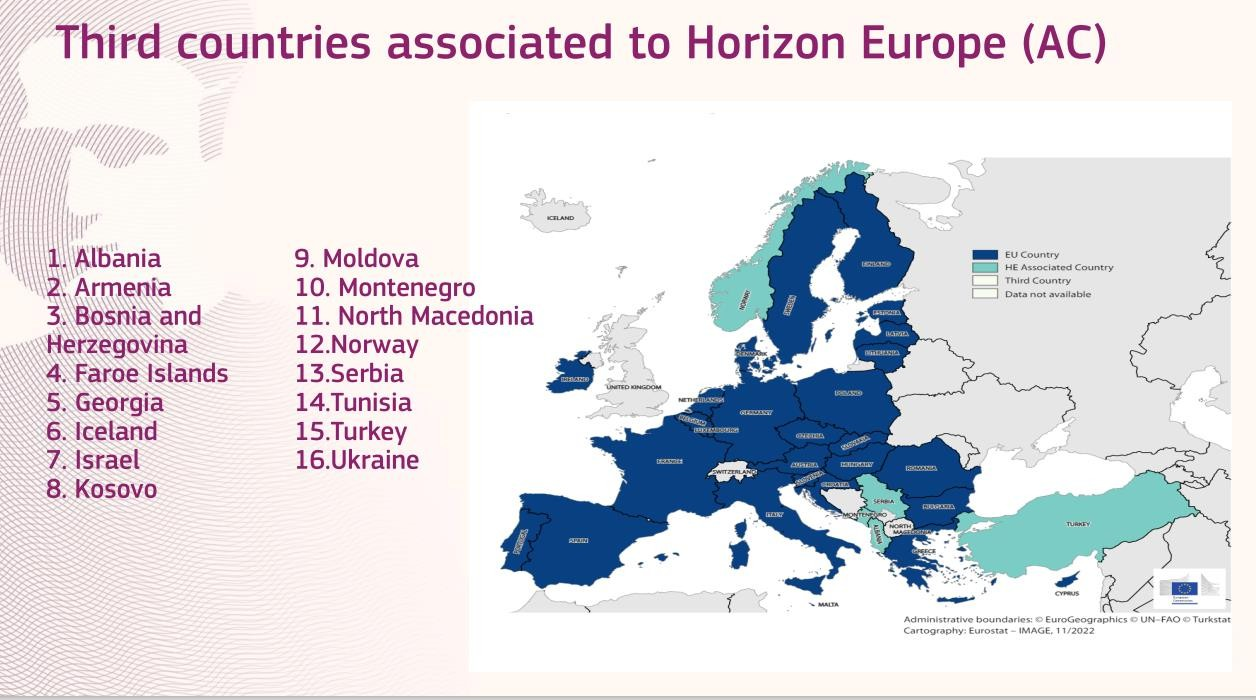 Third countries associated to Horizon Europe (AC)
1. Albania
2. Armenia
3. Bosnia and
Herzegovina
4. Faroe Islands
5. Georgia
6. Iceland
7. Israel
8. Kosovo
9. Moldova
10. Montenegro
11. North Macedonia
12.Norway
13.Serbia
14.Tunisia
15.Turkey
16.Ukraine
ICELAND
NORWAY
SWEDEN
FINLAND
EU Country
HE Associated Country
Third Country
Data not available
ESTONIA
LATVIA
LITHUANIA
DENMARK
IRELAND
UNITED KINGDOM
NETHERLANDS
POLAND
GERMANY
BELGIUM
LUXEMBOURG
CZECHIA
SLOVAKIA
FRANCE
SWITZERLAND
AUSTRIA
HUNGARY
ROMANIA
SLOVENIA
CROATIA
SERBIA
BULGARIA
ITALY
MONTENEGRO
NORTH
MACEDONIA
ALBANIA
TURKEY
PORTUGAL
SPAIN
GREECE
CYPRUS
MALTA
European
Commission
Administrative boundaries: © EuroGeographics © UN–FAO © Turkstat
Cartography: Eurostat – IMAGE, 11/2022